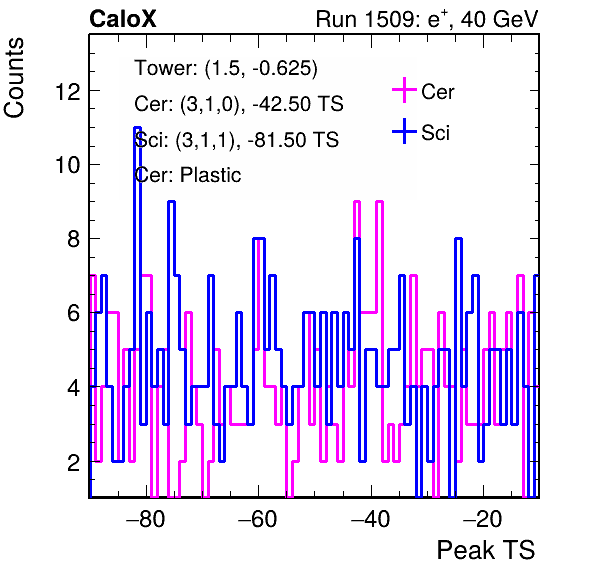 CaloX Run 1509: e⁺, 40 GeV
Counts
Tower: (1.5, -0.625)
Cer: (3,1,0), -42.50 TS
Sci: (3,1,1), -81.50 TS
Cer: Plastic
Cer
Sci
12
10
8
6
4
2
−80 −60 −40 −20
Peak TS